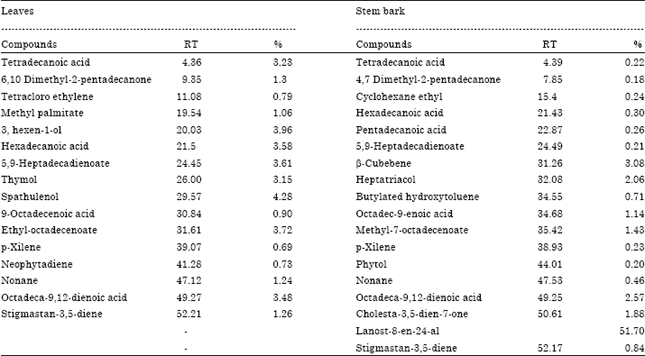 Leaves Stem bark
Compounds RT % Compounds RT %
Tetradecanoic acid 4.36 3.23 Tetradecanoic acid 4.39 0.22
6,10 Dimethyl-2-pentadecanone 9.35 1.3 4,7 Dimethyl-2-pentadecanone 7.85 0.18
Tetracloro ethylene 11.08 0.79 Cyclohexane ethyl 15.4 0.24
Methyl palmitate 19.54 1.06 Hexadecanoic acid 21.43 0.30
3, hexen-1-ol 20.03 3.96 Pentadecanoic acid 22.87 0.26
Hexadecanoic acid 21.5 3.58 5,9-Heptadecadienoate 24.49 0.21
5,9-Heptadecadienoate 24.45 3.61 β-Cubebene 31.26 3.08
Thymol 26.00 3.15 Heptatriacol 32.08 2.06
Spathulenol 29.57 4.28 Butylated hydroxytoluene 34.55 0.71
9-Octadecenoic acid 30.84 0.90 Octadec-9-enoic acid 34.68 1.14
Ethyl-octadecenoate 31.61 3.72 Methyl-7-octadecenoate 35.42 1.43
p-Xilene 39.07 0.69 p-Xilene 38.93 0.23
Neophytadiene 41.28 0.73 Phytol 44.01 0.20
Nonane 47.12 1.24 Nonane 47.53 0.46
Octadeca-9,12-dienoic acid 49.27 3.48 Octadeca-9,12-dienoic acid 49.25 2.57
Stigmastan-3,5-diene 52.21 1.26 Cholesta-3,5-dien-7-one 50.61 1.88
- Lanost-8-en-24-al 51.70
- Stigmastan-3,5-diene 52.17 0.84